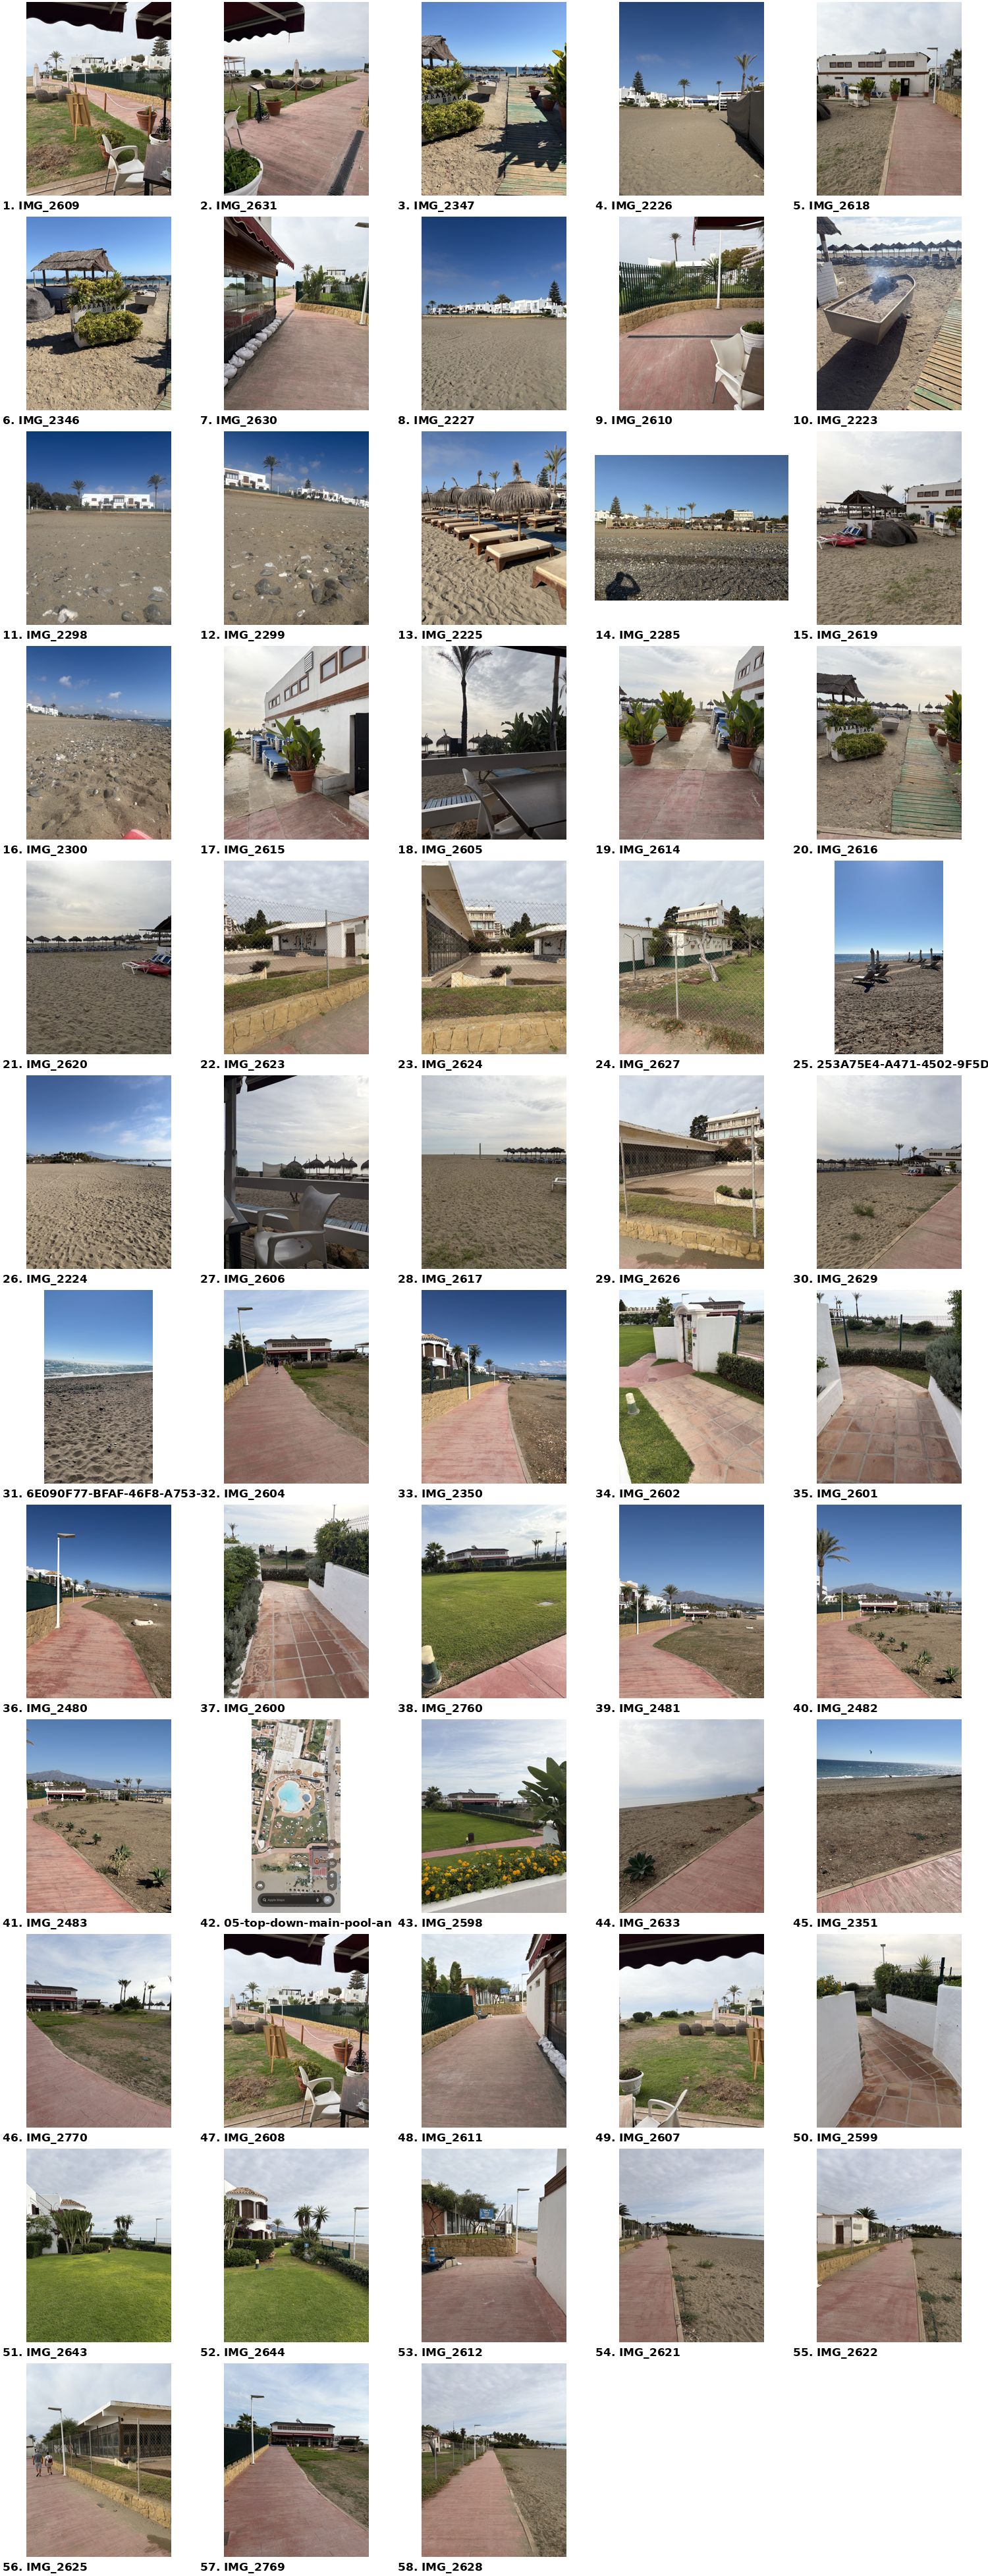 1. IMG_2609
2. IMG_2631
3. IMG_2347
4. IMG_2226
5. IMG_2618
6. IMG_2346
7. IMG_2630
8. IMG_2227
9. IMG_2610
10. IMG_2223
11. IMG_2298
12. IMG_2299
13. IMG_2225
14. IMG_2285
15. IMG_2619
16. IMG_2300
17. IMG_2615
18. IMG_2605
19. IMG_2614
20. IMG_2616
21. IMG_2620
22. IMG_2623
23. IMG_2624
24. IMG_2627
25. 253A75E4-A471-4502-9F5D
26. IMG_2224
27. IMG_2606
28. IMG_2617
29. IMG_2626
30. IMG_2629
31. 6E090F77-BFAF-46F8-A753-
32. IMG_2604
33. IMG_2350
34. IMG_2602
35. IMG_2601
36. IMG_2480
37. IMG_2600
38. IMG_2760
39. IMG_2481
40. IMG_2482
41. IMG_2483
42. 05-top-down-main-pool-an
43. IMG_2598
44. IMG_2633
45. IMG_2351
46. IMG_2770
47. IMG_2608
48. IMG_2611
49. IMG_2607
50. IMG_2599
51. IMG_2643
52. IMG_2644
53. IMG_2612
54. IMG_2621
55. IMG_2622
56. IMG_2625
57. IMG_2769
58. IMG_2628